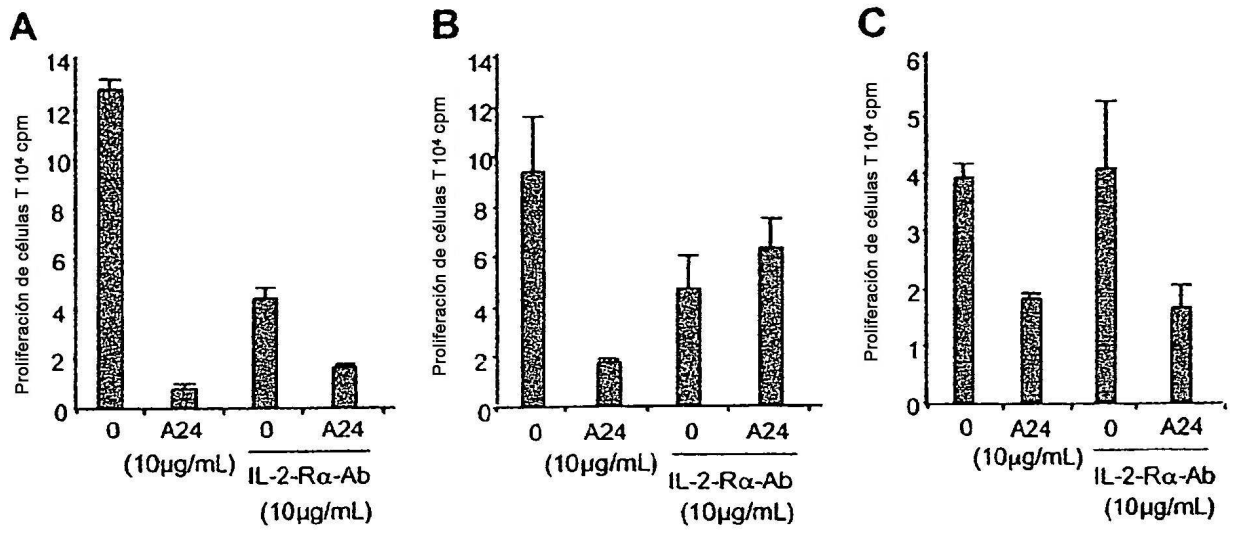 A
Proliferación de células T 10⁴ cpm
14
12
10
8
6
4
2
0
0
A24
0
A24
(10µg/mL)
IL-2-Rα-Ab
(10µg/mL)
B
Proliferación de células T 10⁴ cpm
14
12
10
8
6
4
2
0
0
A24
0
A24
(10µg/mL)
IL-2-Rα-Ab
(10µg/mL)
C
Proliferación de células T 10⁴ cpm
6
5
4
3
2
1
0
0
A24
0
A24
(10µg/mL)
IL-2-Rα-Ab
(10µg/mL)